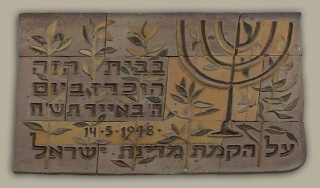 בבית הזה
הוכרז ביום
ה׳ באייר תש״ח
14-5-1948-
על הקמת מדינת ישראל